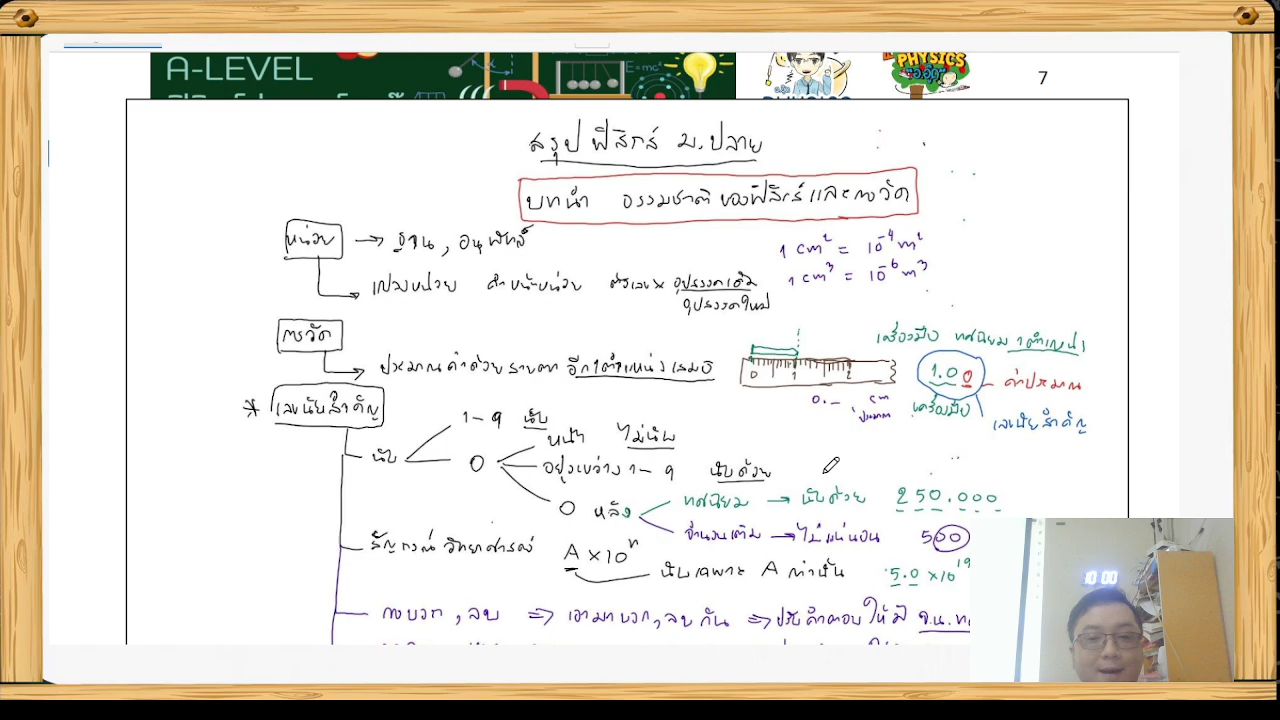 A-LEVEL
PHYSICS
7
สรุป ฟิสิกส์ ม.ปลาย
บทนำ ธรรมชาติของฟิสิกส์และการวัด
หน่วย → ฐาน , อนุพัทธ์
1 cm² = 10⁻⁴ m²
1 cm³ = 10⁻⁶ m³
แปลงหน่วย คำหน้าหน่วย ตัวเลข × อุปสรรคเดิม
อุปสรรคใหม่
การวัด
เครื่องมือ ทศนิยม 1 ตำแหน่ง
ประมาณค่าด้วยสายตา อีก 1 ตำแหน่งเสมอ
0 1 2
1.00 ค่าประมาณ
0.— cm
ประมาณ
เครื่องมือ
เลขนัยสำคัญ
* เลขนัยสำคัญ
นับ
1-9 นับ
0
หน้า ไม่นับ
อยู่ระหว่าง 1-9 นับด้วย
0 หลัง
ทศนิยม → นับด้วย 250.000
จำนวนเต็ม → ไม่แน่นอน 500
สัญกรณ์วิทยาศาสตร์ A × 10ⁿ
นับเฉพาะ A เท่านั้น 5.0 × 10¹⁹
การบวก , ลบ ⇒ เอามาบวก , ลบกัน ⇒ ปรับคำตอบให้มี จ.น.ท
10 00